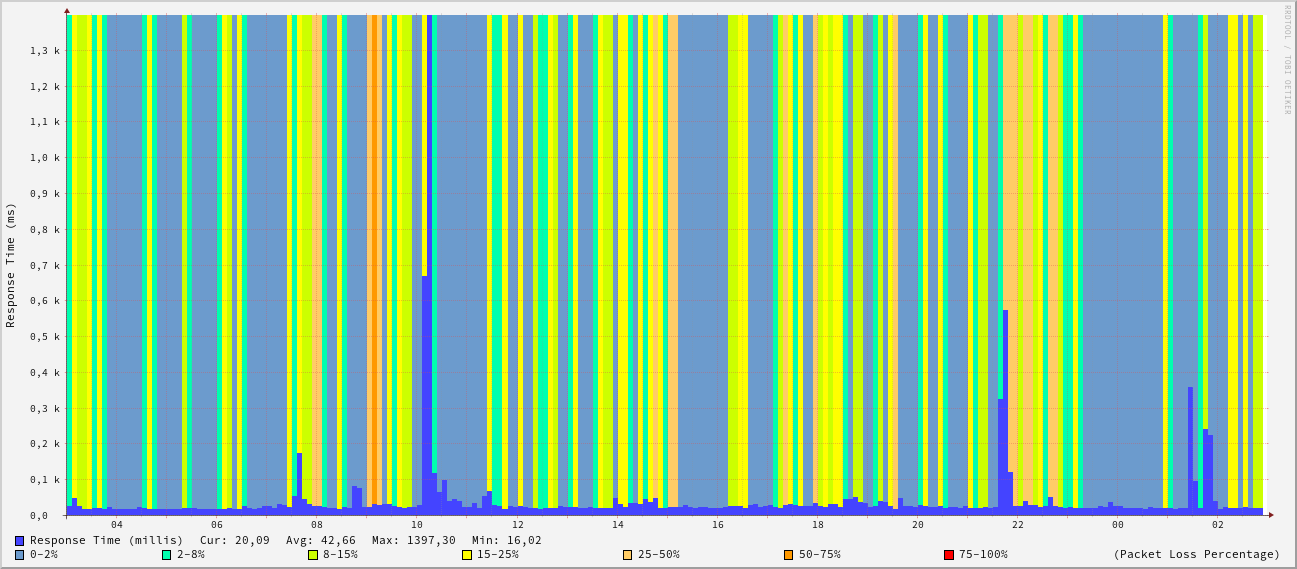 RRDTOOL / TOBI OETIKER
Response Time (ms)
1,3 k
1,2 k
1,1 k
1,0 k
0,9 k
0,8 k
0,7 k
0,6 k
0,5 k
0,4 k
0,3 k
0,2 k
0,1 k
0,0
04 06 08 10 12 14 16 18 20 22 00 02
Response Time (millis) Cur: 20,09 Avg: 42,66 Max: 1397,30 Min: 16,02
0-2% 2-8% 8-15% 15-25% 25-50% 50-75% 75-100% (Packet Loss Percentage)